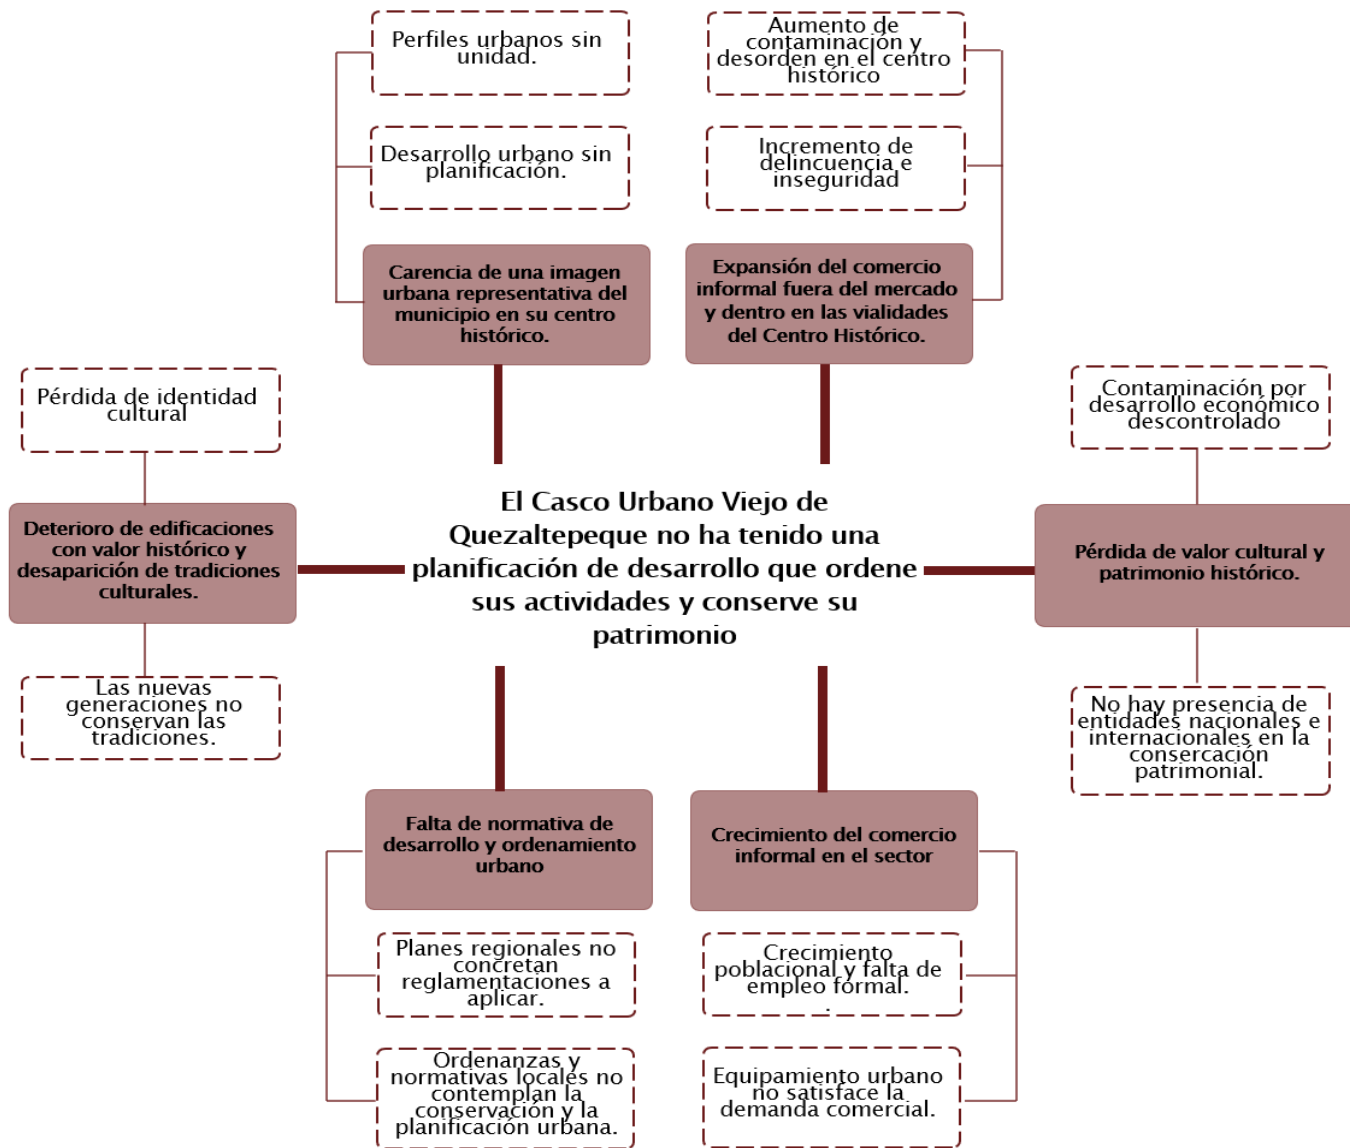 Perfiles urbanos sin
unidad.
Aumento de
contaminación y
desorden en el centro
histórico
Desarrollo urbano sin
planificación.
Incremento de
delincuencia e
inseguridad
Carencia de una imagen
urbana representativa del
municipio en su centro
histórico.
Expansión del comercio
informal fuera del mercado
y dentro en las vialidades
del Centro Histórico.
Pérdida de identidad
cultural
Contaminación por
desarrollo económico
descontrolado
Deterioro de edificaciones
con valor histórico y
desaparición de tradiciones
culturales.
El Casco Urbano Viejo de
Quezaltepeque no ha tenido una
planificación de desarrollo que ordene
sus actividades y conserve su
patrimonio
Pérdida de valor cultural y
patrimonio histórico.
Las nuevas
generaciones no
conservan las
tradiciones.
No hay presencia de
entidades nacionales e
internacionales en la
consercación
patrimonial.
Falta de normativa de
desarrollo y ordenamiento
urbano
Crecimiento del comercio
informal en el sector
Planes regionales no
concretan
reglamentaciones a
aplicar.
Crecimiento
poblacional y falta de
empleo formal.
.
Ordenanzas y
normativas locales no
contemplan la
conservación y la
planificación urbana.
Equipamiento urbano
no satisface la
demanda comercial.